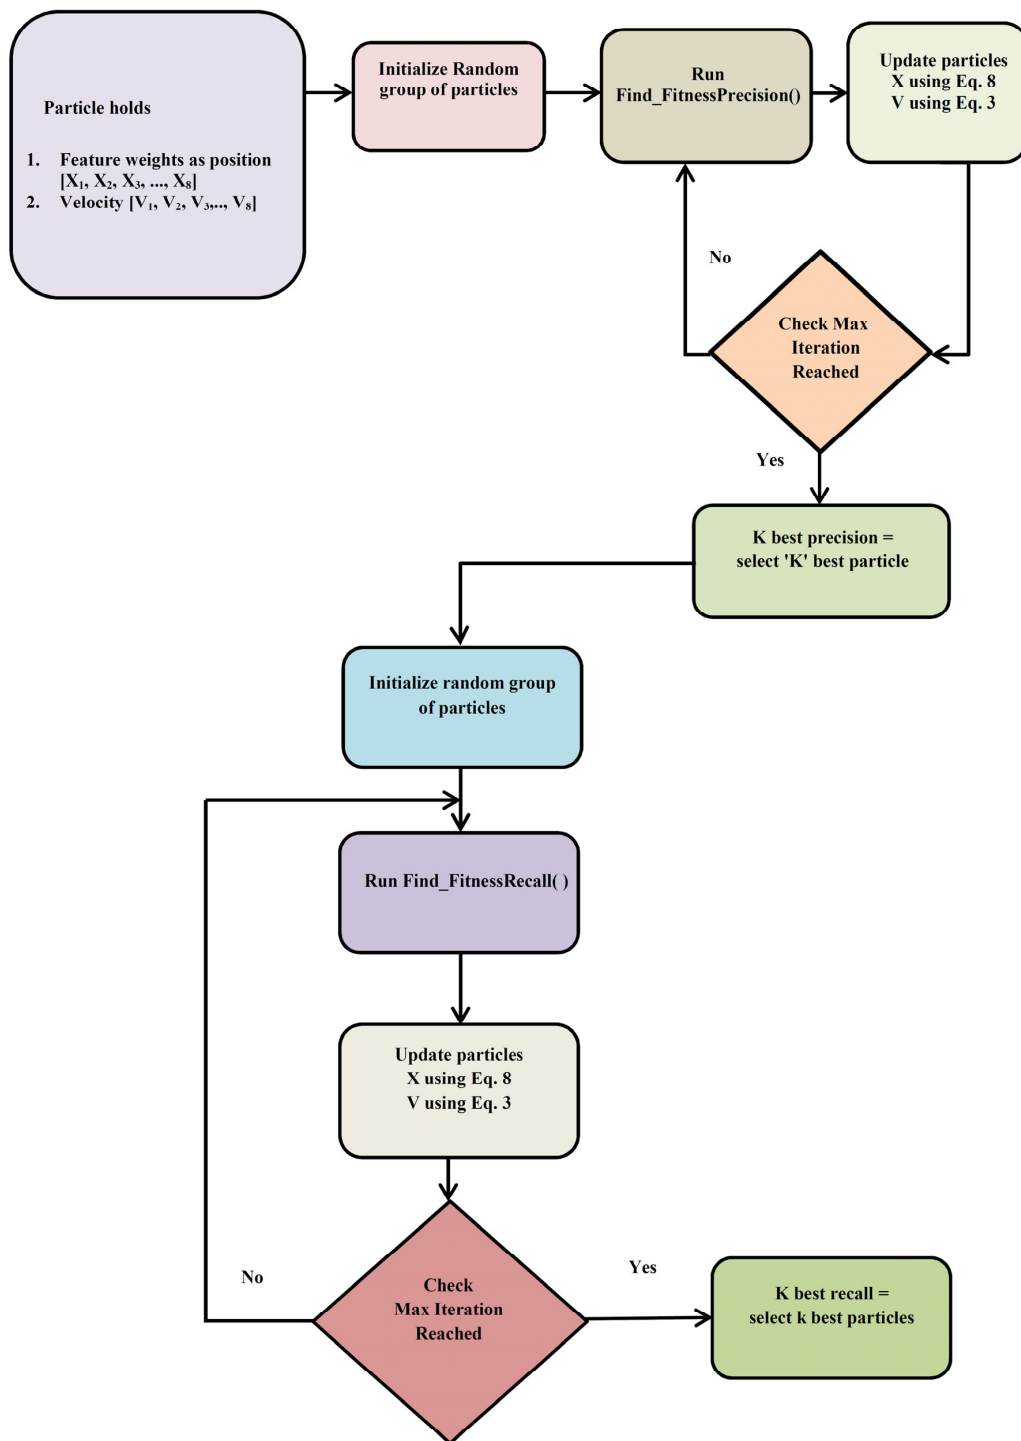 Particle holds
1. Feature weights as position
[X₁, X₂, X₃, ..., X₈]
2. Velocity [V₁, V₂, V₃,.., V₈]
Initialize Random
group of particles
Run
Find_FitnessPrecision()
Update particles
X using Eq. 8
V using Eq. 3
No
Check Max
Iteration
Reached
Yes
K best precision =
select 'K' best particle
Initialize random group
of particles
Run Find_FitnessRecall( )
Update particles
X using Eq. 8
V using Eq. 3
No
Check
Max Iteration
Reached
Yes
K best recall =
select k best particles